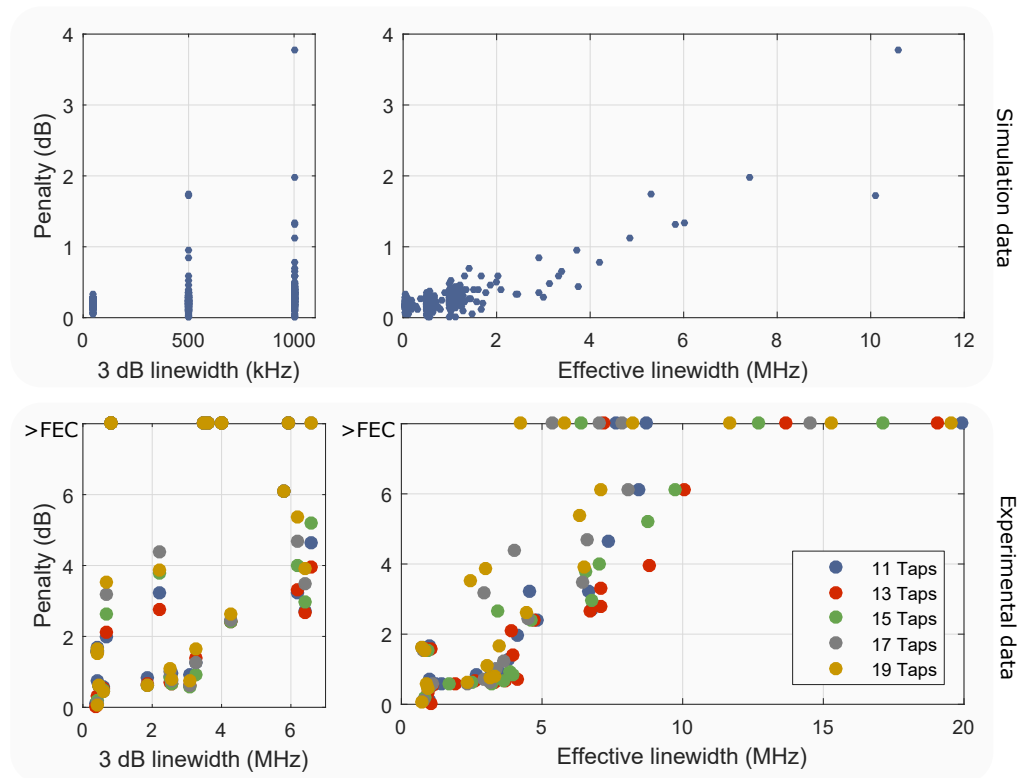 4
3
2
1
0
Penalty (dB)
0
500
1000
3 dB linewidth (kHz)
4
3
2
1
0
0
2
4
6
8
10
12
Effective linewidth (MHz)
Simulation data
>FEC
6
4
2
0
Penalty (dB)
0
2
4
6
3 dB linewidth (MHz)
>FEC
6
4
2
0
0
5
10
15
20
Effective linewidth (MHz)
11 Taps
13 Taps
15 Taps
17 Taps
19 Taps
Experimental data